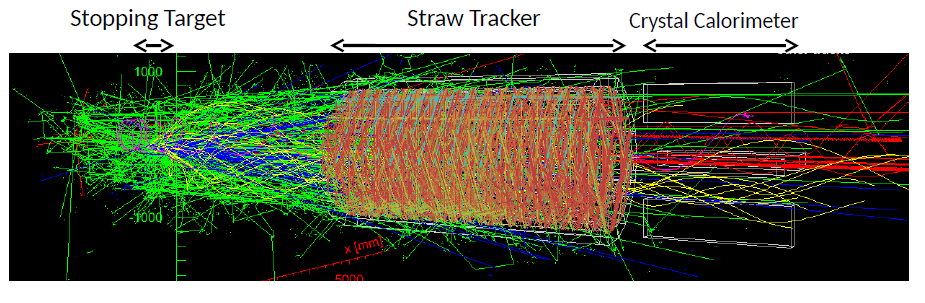 Stopping Target
Straw Tracker
Crystal Calorimeter
1000
1000
x [mm]
5000